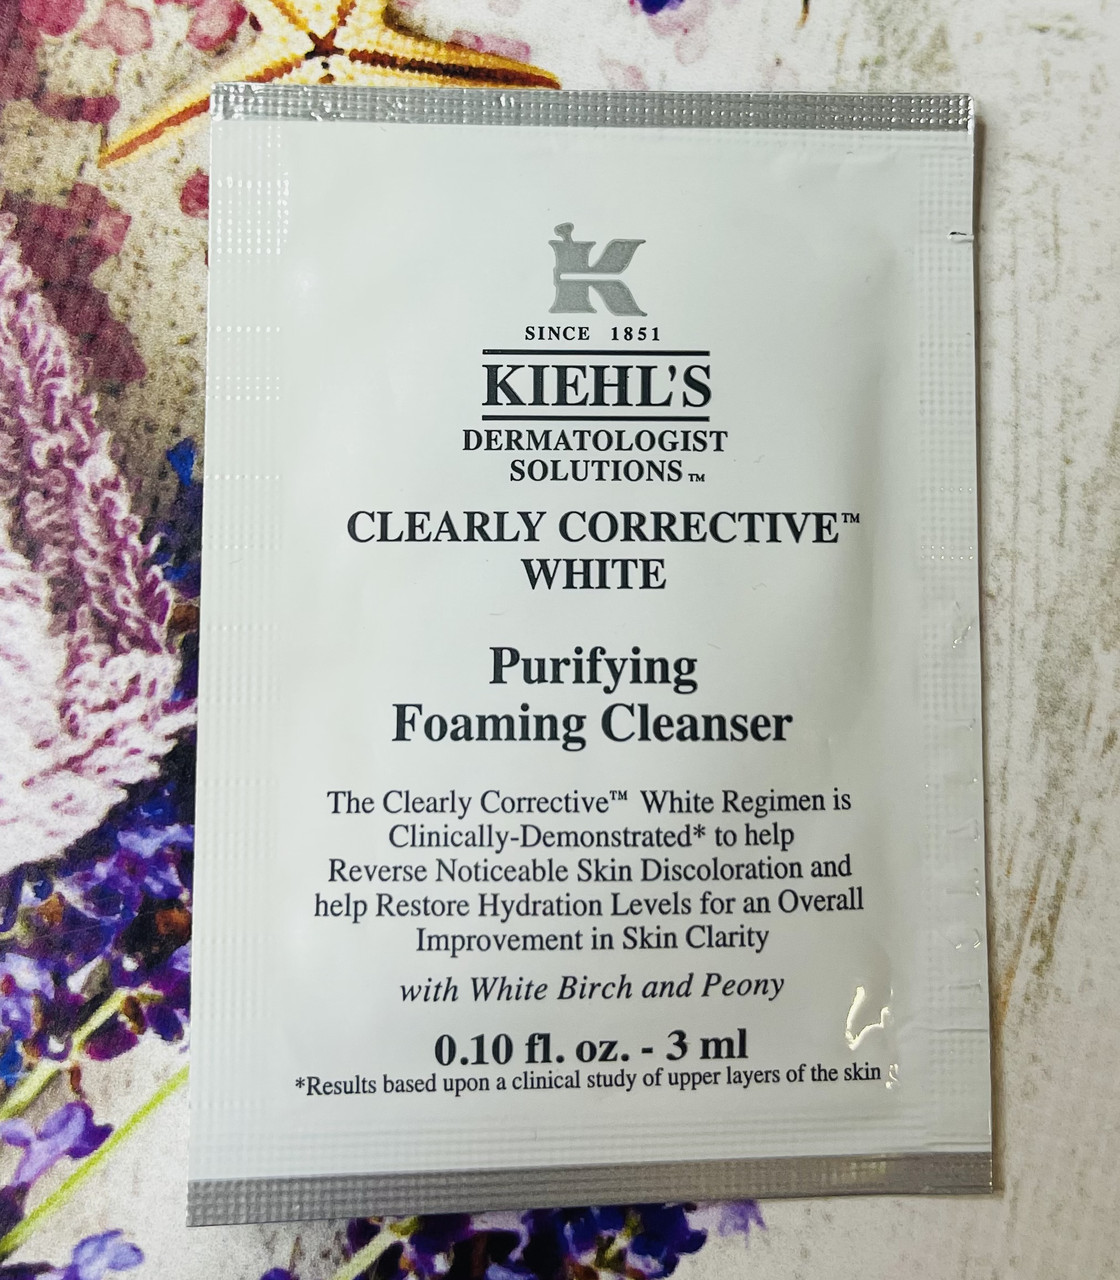 K
SINCE 1851
KIEHL'S
DERMATOLOGIST
SOLUTIONS™
CLEARLY CORRECTIVE™
WHITE
Purifying
Foaming Cleanser
The Clearly Corrective™ White Regimen is
Clinically-Demonstrated* to help
Reverse Noticeable Skin Discoloration and
help Restore Hydration Levels for an Overall
Improvement in Skin Clarity
with White Birch and Peony
0.10 fl. oz. - 3 ml
*Results based upon a clinical study of upper layers of the skin